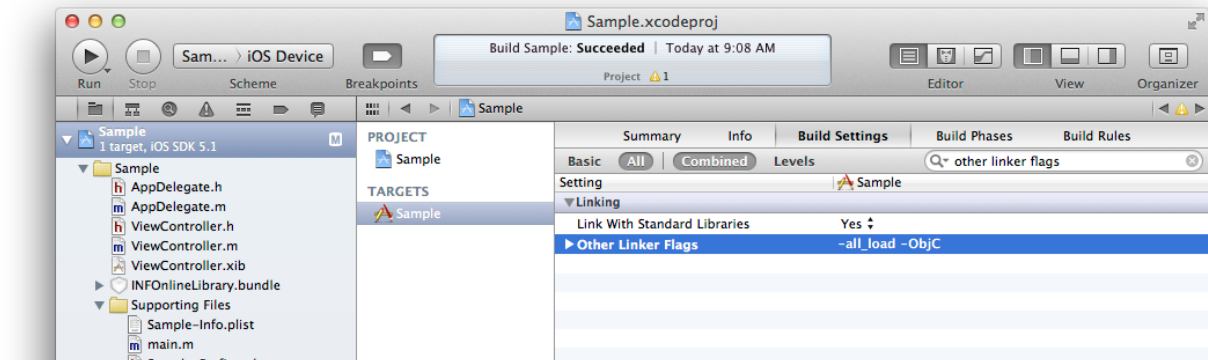 Sample.xcodeproj
Run Stop
Sam... › iOS Device
Scheme
Breakpoints
Build Sample: Succeeded | Today at 9:08 AM
Project 1
Editor View Organizer
Sample
Sample M
1 target, iOS SDK 5.1
Sample
h AppDelegate.h
m AppDelegate.m
h ViewController.h
m ViewController.m
ViewController.xib
INFOnlineLibrary.bundle
Supporting Files
Sample-Info.plist
m main.m
PROJECT
Sample
TARGETS
Sample
Summary Info Build Settings Build Phases Build Rules
Basic All Combined Levels other linker flags
Setting Sample
Linking
Link With Standard Libraries Yes
Other Linker Flags -all_load -ObjC